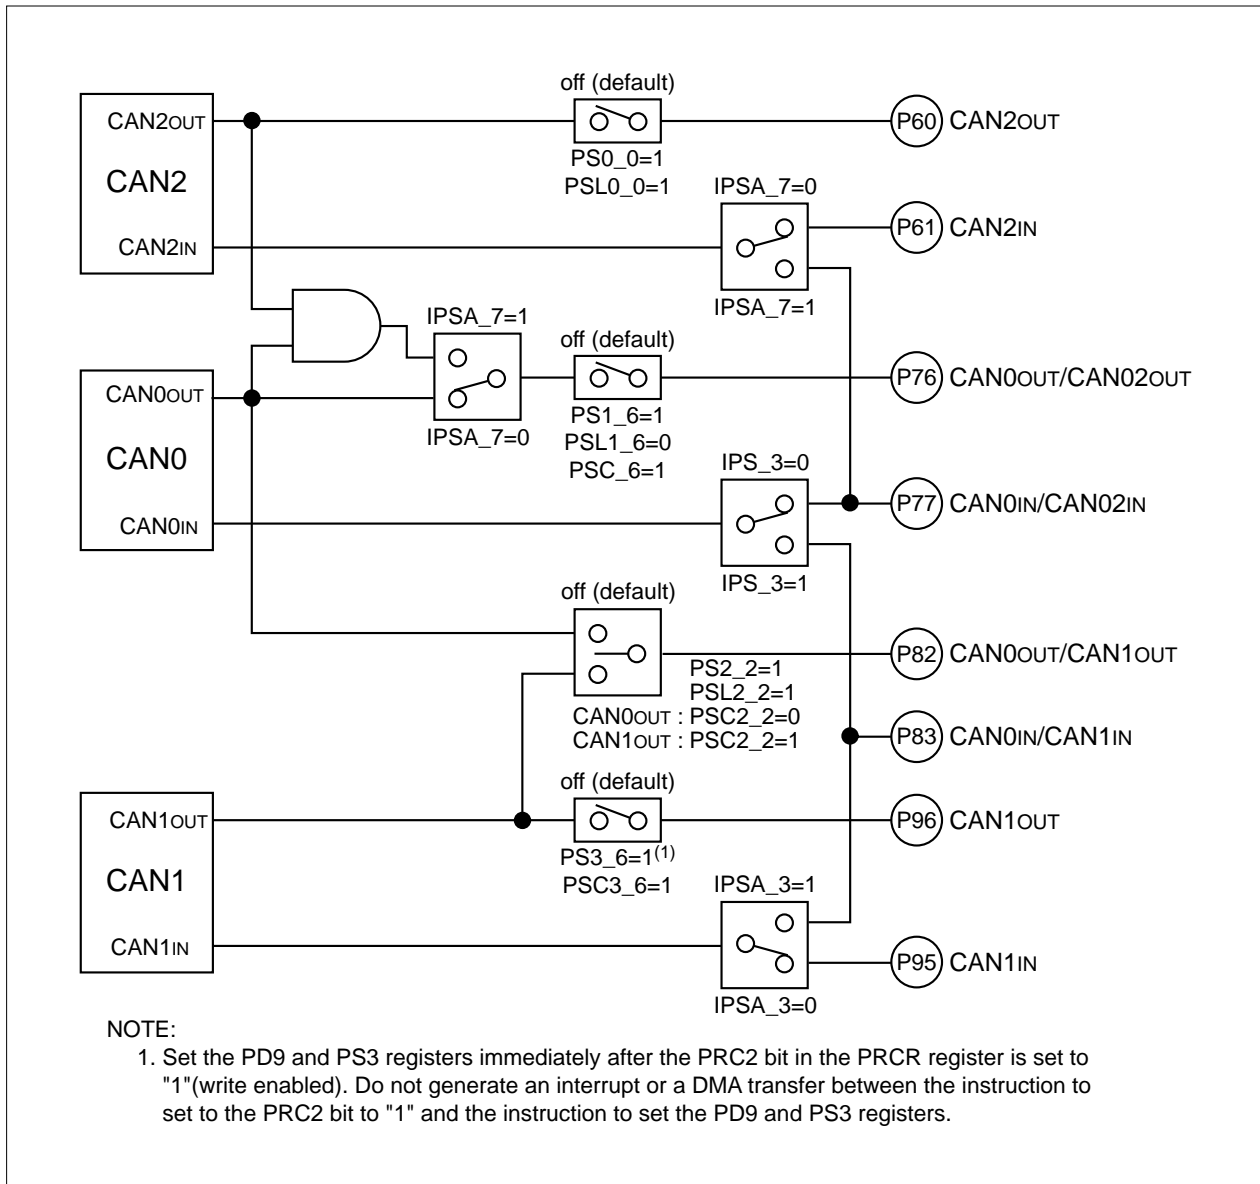 off (default)
CAN2OUT
P60 CAN2OUT
CAN2
PS0_0=1
PSL0_0=1
IPSA_7=0
P61 CAN2IN
CAN2IN
IPSA_7=1
IPSA_7=1
off (default)
P76 CAN0OUT/CAN02OUT
CAN0OUT
PS1_6=1
IPSA_7=0
PSL1_6=0
CAN0
PSC_6=1
IPS_3=0
P77 CAN0IN/CAN02IN
CAN0IN
IPS_3=1
off (default)
P82 CAN0OUT/CAN1OUT
PS2_2=1
PSL2_2=1
CAN0OUT : PSC2_2=0
CAN1OUT : PSC2_2=1
P83 CAN0IN/CAN1IN
off (default)
CAN1OUT
P96 CAN1OUT
PS3_6=1(1)
CAN1
PSC3_6=1
IPSA_3=1
CAN1IN
P95 CAN1IN
IPSA_3=0
NOTE:
1. Set the PD9 and PS3 registers immediately after the PRC2 bit in the PRCR register is set to
"1"(write enabled). Do not generate an interrupt or a DMA transfer between the instruction to
set to the PRC2 bit to "1" and the instruction to set the PD9 and PS3 registers.